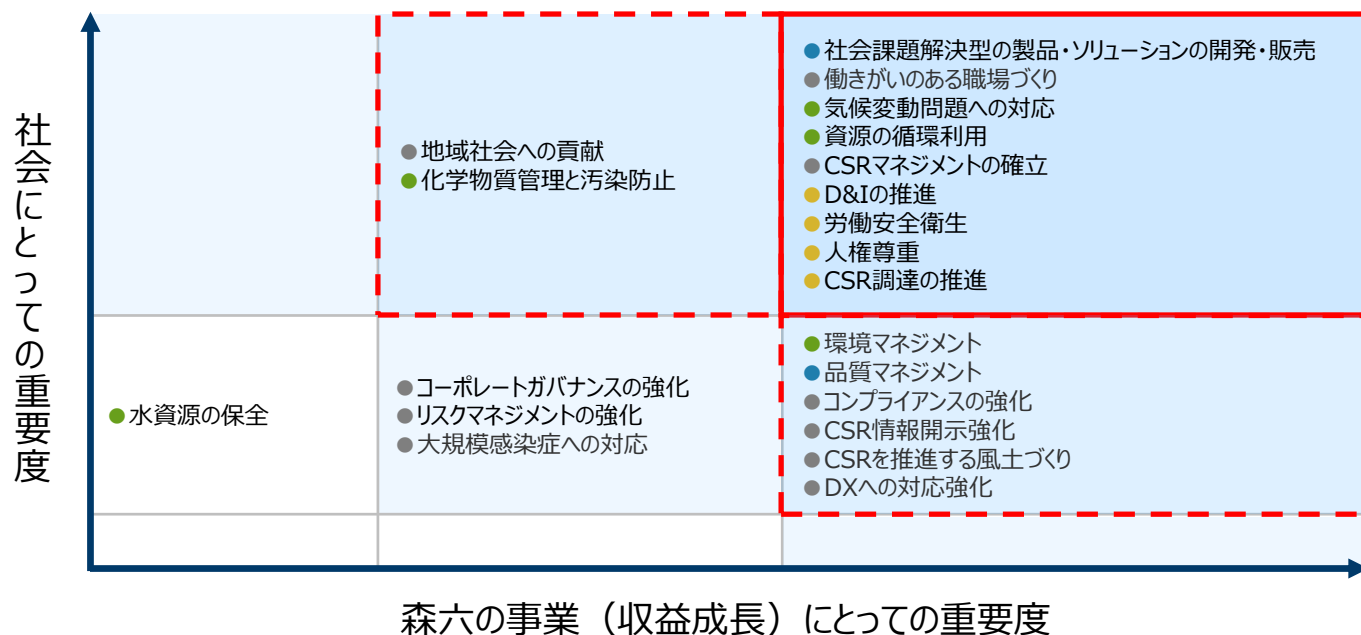 社会にとっての重要度
地域社会への貢献
化学物質管理と汚染防止
社会課題解決型の製品・ソリューションの開発・販売
働きがいのある職場づくり
気候変動問題への対応
資源の循環利用
CSRマネジメントの確立
D&Iの推進
労働安全衛生
人権尊重
CSR調達の推進
水資源の保全
コーポレートガバナンスの強化
リスクマネジメントの強化
大規模感染症への対応
環境マネジメント
品質マネジメント
コンプライアンスの強化
CSR情報開示強化
CSRを推進する風土づくり
DXへの対応強化
森六の事業（収益成長）にとっての重要度